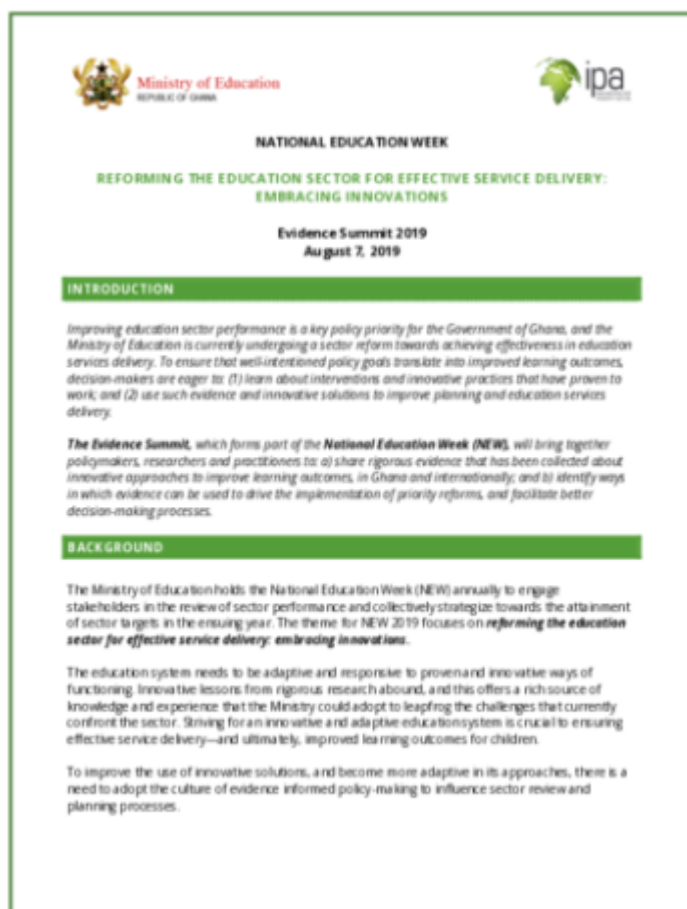 Ministry of Education
REPUBLIC OF GHANA
ipa
NATIONAL EDUCATION WEEK
REFORMING THE EDUCATION SECTOR FOR EFFECTIVE SERVICE DELIVERY:
EMBRACING INNOVATIONS
Evidence Summit 2019
August 7, 2019
INTRODUCTION
Improving education sector performance is a key policy priority for the Government of Ghana, and the
Ministry of Education is currently undergoing a sector reform towards achieving effectiveness in education
services delivery. To ensure that well-intentioned policy goals translate into improved learning outcomes,
decision-makers are eager to: (1) learn about interventions and innovative practices that have proven to
work; and (2) use such evidence and innovative solutions to improve planning and education services
delivery.
The Evidence Summit, which forms part of the National Education Week (NEW), will bring together
policymakers, researchers and practitioners to: a) share rigorous evidence that has been collected about
innovative approaches to improve learning outcomes, in Ghana and internationally; and b) identify ways
in which evidence can be used to drive the implementation of priority reforms, and facilitate better
decision-making processes.
BACKGROUND
The Ministry of Education holds the National Education Week (NEW) annually to engage
stakeholders in the review of sector performance and collectively strategize towards the attainment
of sector targets in the ensuing year. The theme for NEW 2019 focuses on reforming the education
sector for effective service delivery: embracing innovations.
The education system needs to be adaptive and responsive to proven and innovative ways of
functioning. Innovative lessons from rigorous research abound, and this offers a rich source of
knowledge and experience that the Ministry could adopt to leapfrog the challenges that currently
confront the sector. Striving for an innovative and adaptive education system is crucial to ensuring
effective service delivery—and ultimately, improved learning outcomes for children.
To improve the use of innovative solutions, and become more adaptive in its approaches, there is a
need to adopt the culture of evidence informed policy-making to influence sector review and
planning processes.